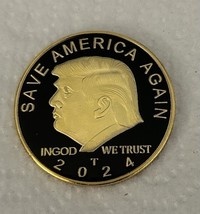 SAVE AMERICA AGAIN
INGOD WE TRUST
T
2024